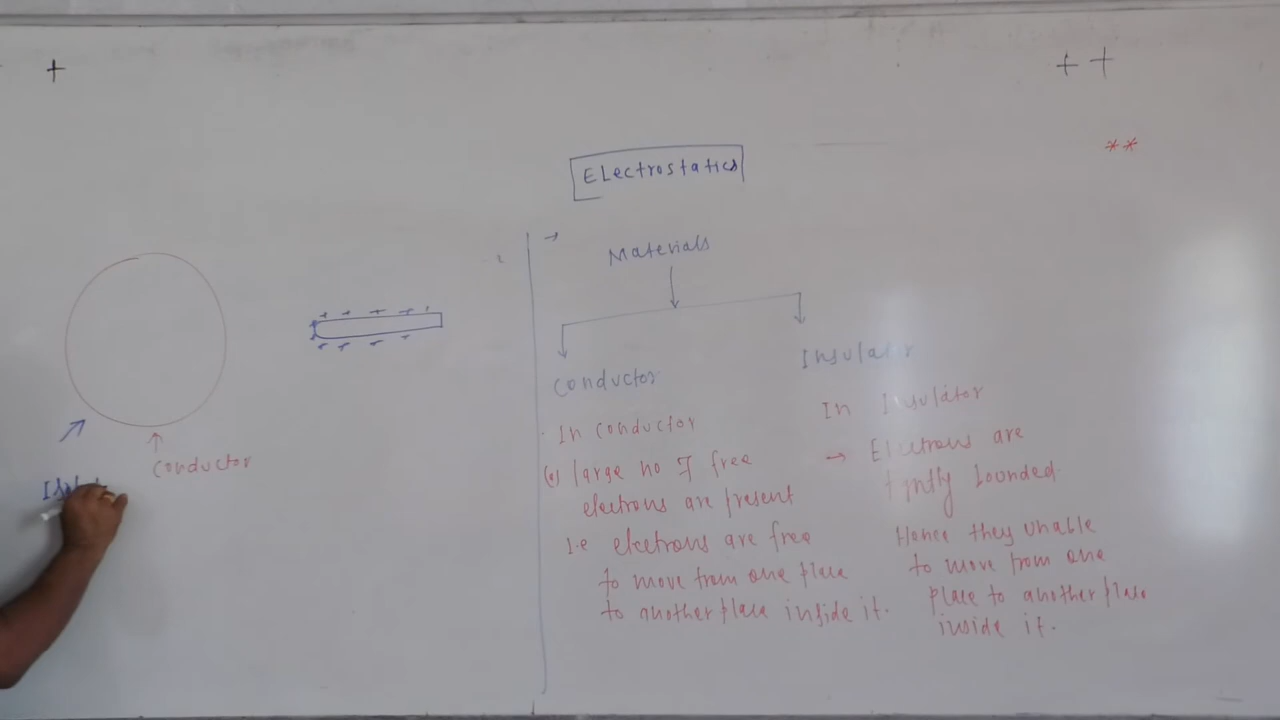 +
+ +
**
Electrostatics
→
Materials
Conductor
Insulator
In conductor
(•) large no of free
electrons are present
I.e electrons are free
to move from one place
to another place inside it.
In Insulator
→ Electrons are
bounded
Hence they unable
to move from one
place to another place
inside it.
conductor
+ + + + +
+ + + +